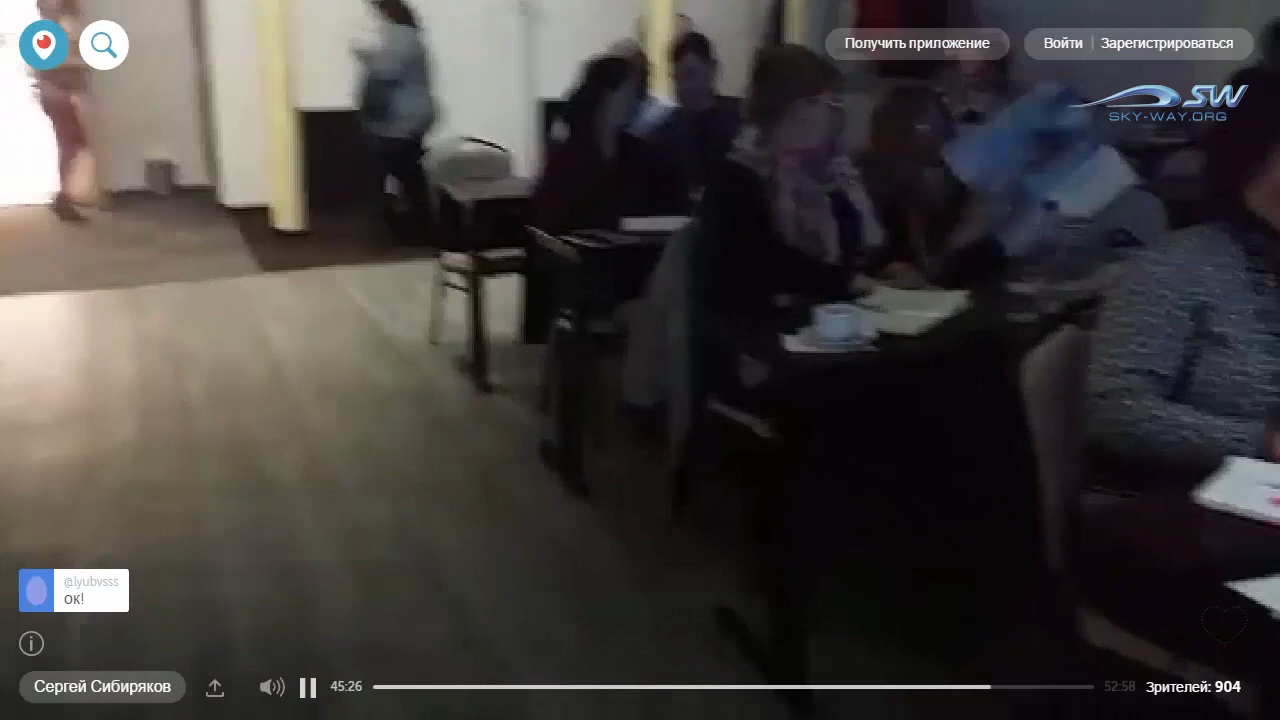 Получить приложение
Войти | Зарегистрироваться
SW
SKY-WAY.ORG
@lyubvsss
ОК!
Сергей Сибиряков
45:26
52:58
Зрителей: 904